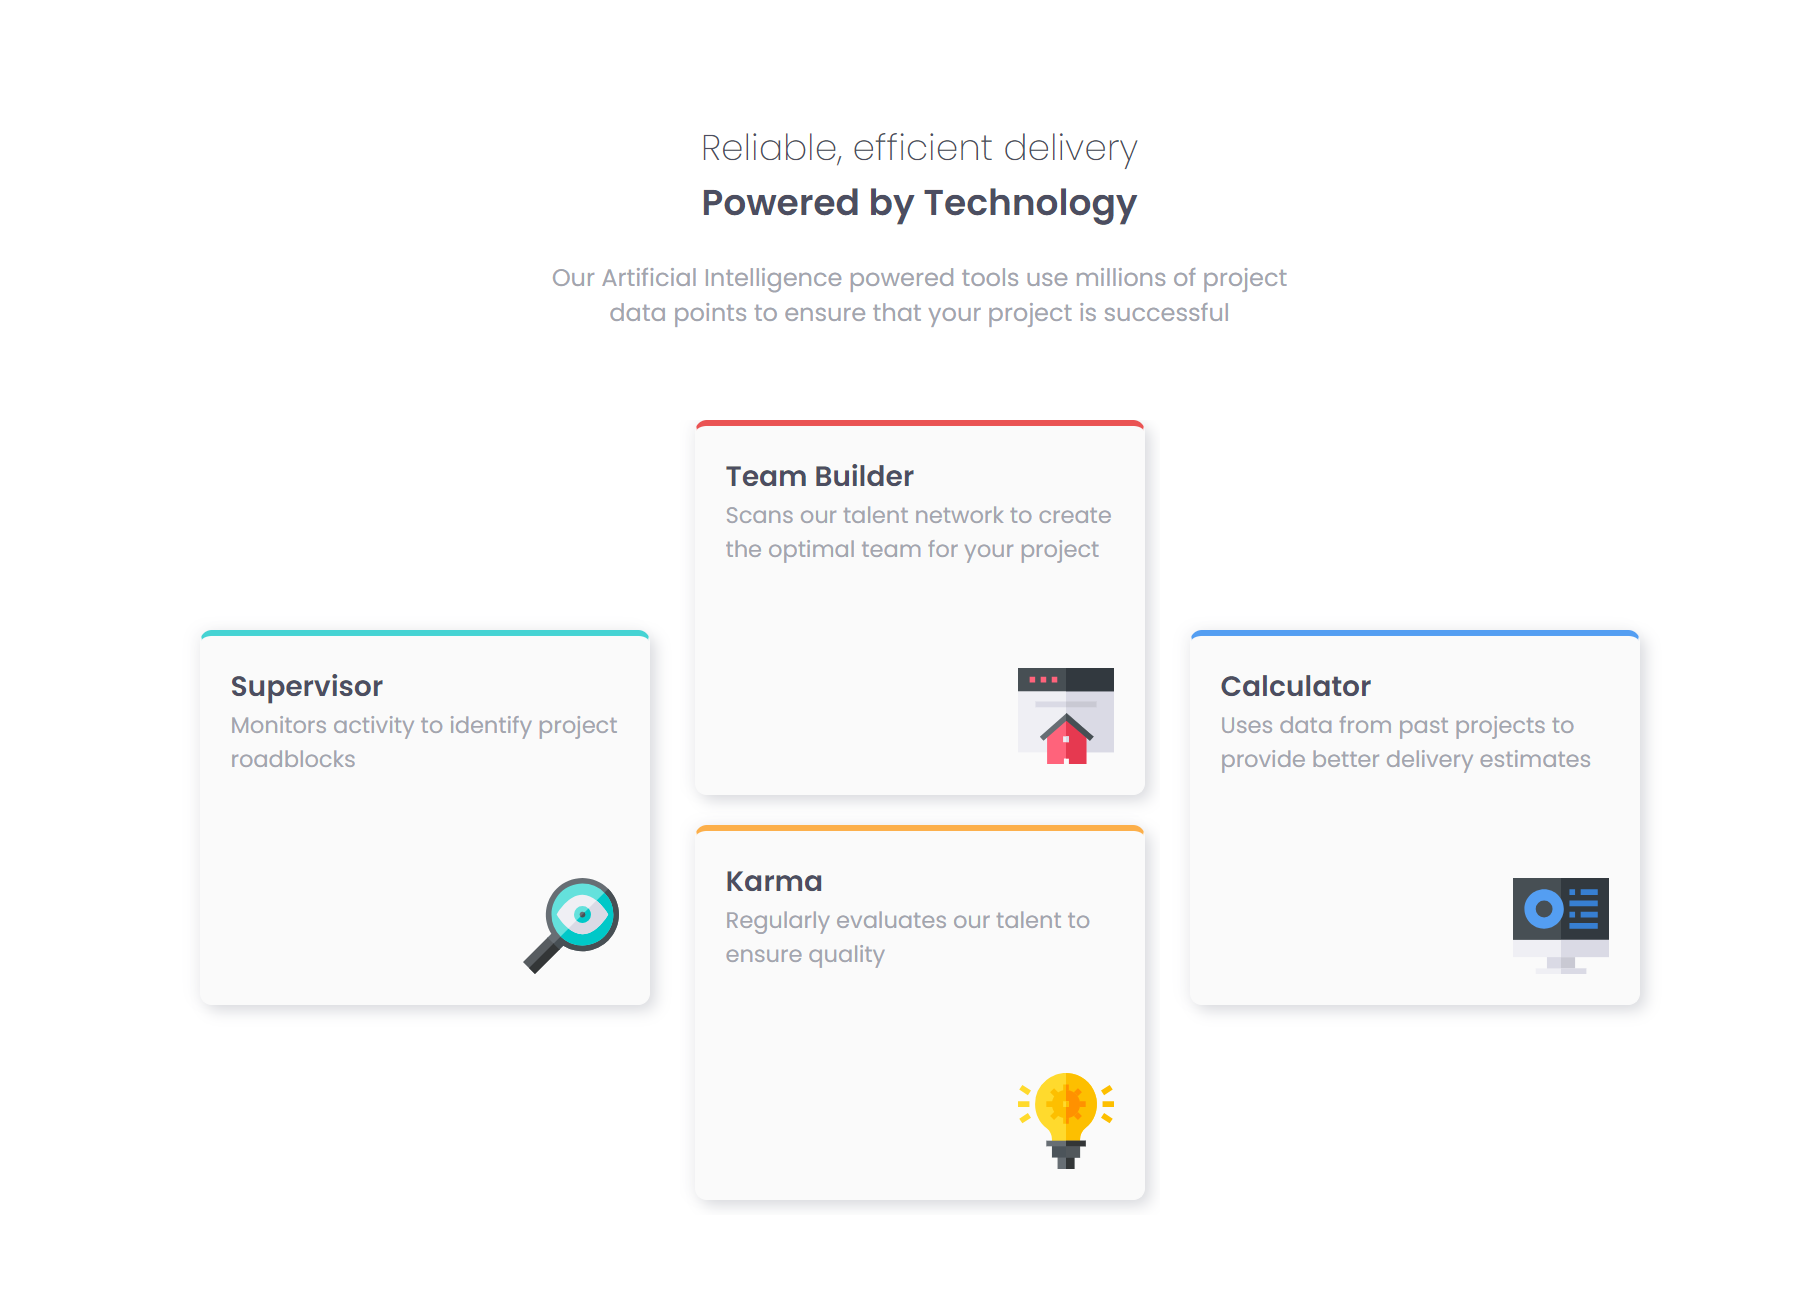 Reliable, efficient delivery
Powered by Technology
Our Artificial Intelligence powered tools use millions of project
data points to ensure that your project is successful
Supervisor
Monitors activity to identify project
roadblocks
Team Builder
Scans our talent network to create
the optimal team for your project
Karma
Regularly evaluates our talent to
ensure quality
Calculator
Uses data from past projects to
provide better delivery estimates